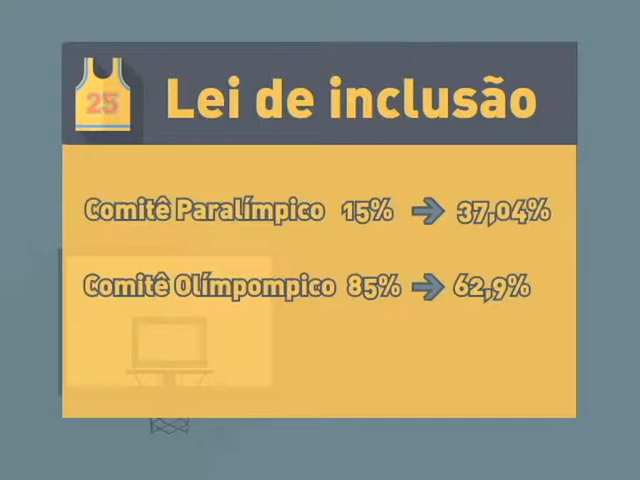 25
Lei de inclusão
Comitê Paralímpico 15% → 37,04%
Comitê Olímpompico 85% → 62,9%